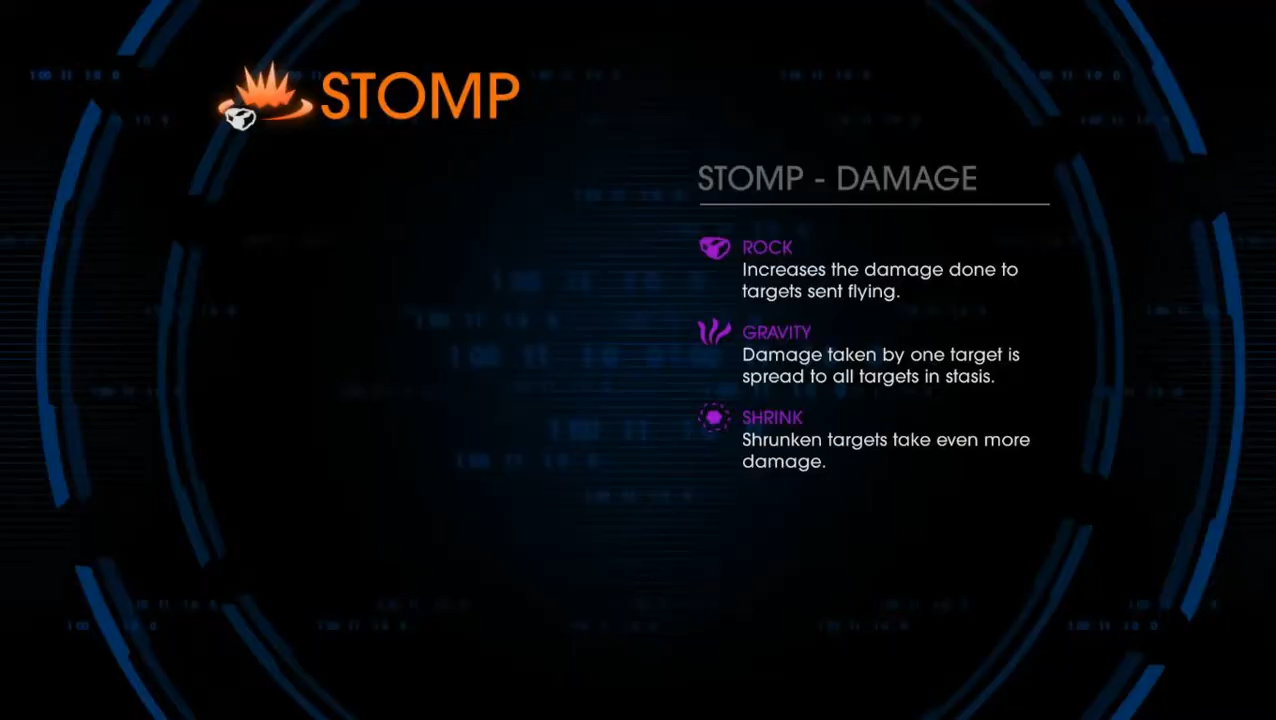 STOMP
STOMP - DAMAGE
ROCK
Increases the damage done to
targets sent flying.
GRAVITY
Damage taken by one target is
spread to all targets in stasis.
SHRINK
Shrunken targets take even more
damage.